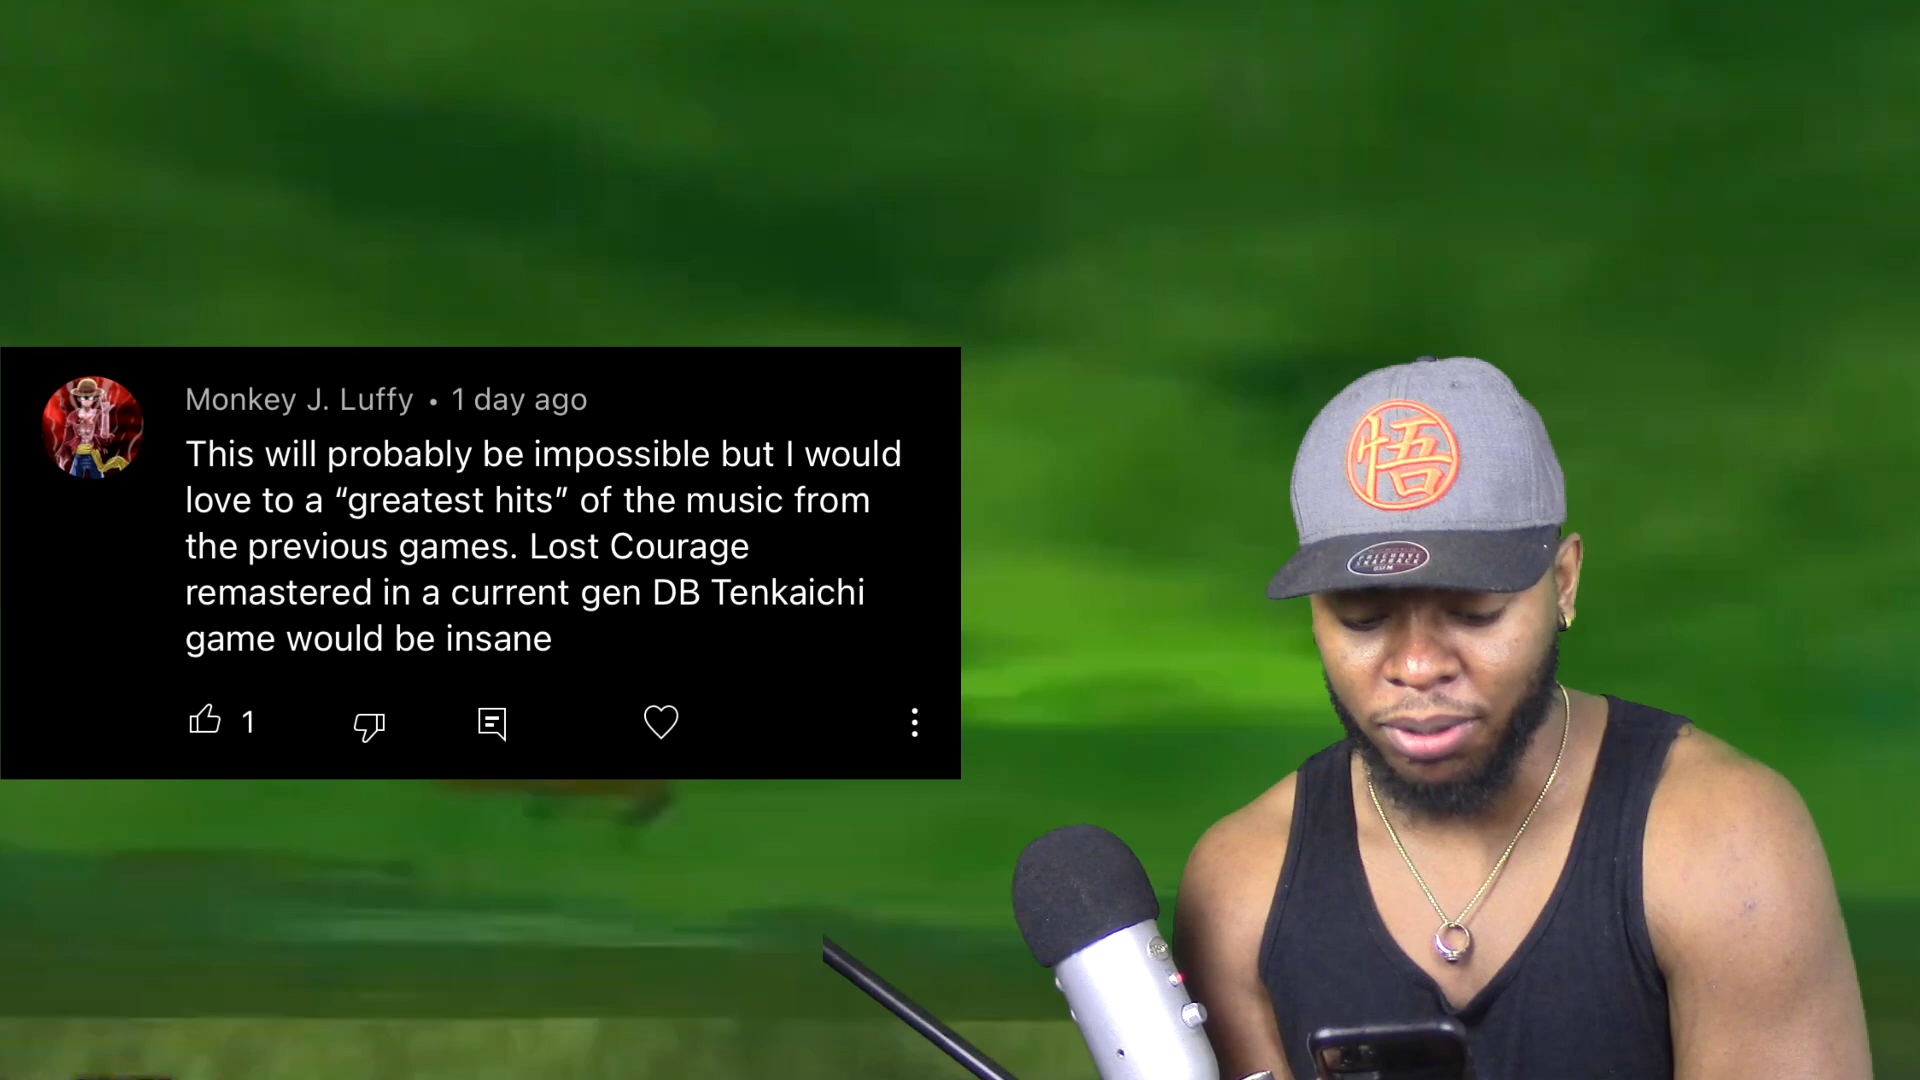 Monkey J. Luffy • 1 day ago
This will probably be impossible but I would
love to a “greatest hits” of the music from
the previous games. Lost Courage
remastered in a current gen DB Tenkaichi
game would be insane
1
悟